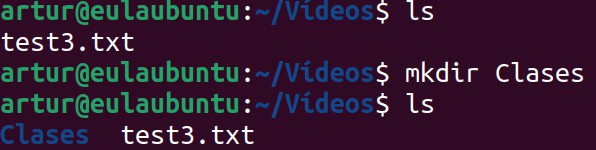 artur@eulaubuntu:~/Vídeos$ ls
test3.txt
artur@eulaubuntu:~/Vídeos$ mkdir Clases
artur@eulaubuntu:~/Vídeos$ ls
Clases  test3.txt